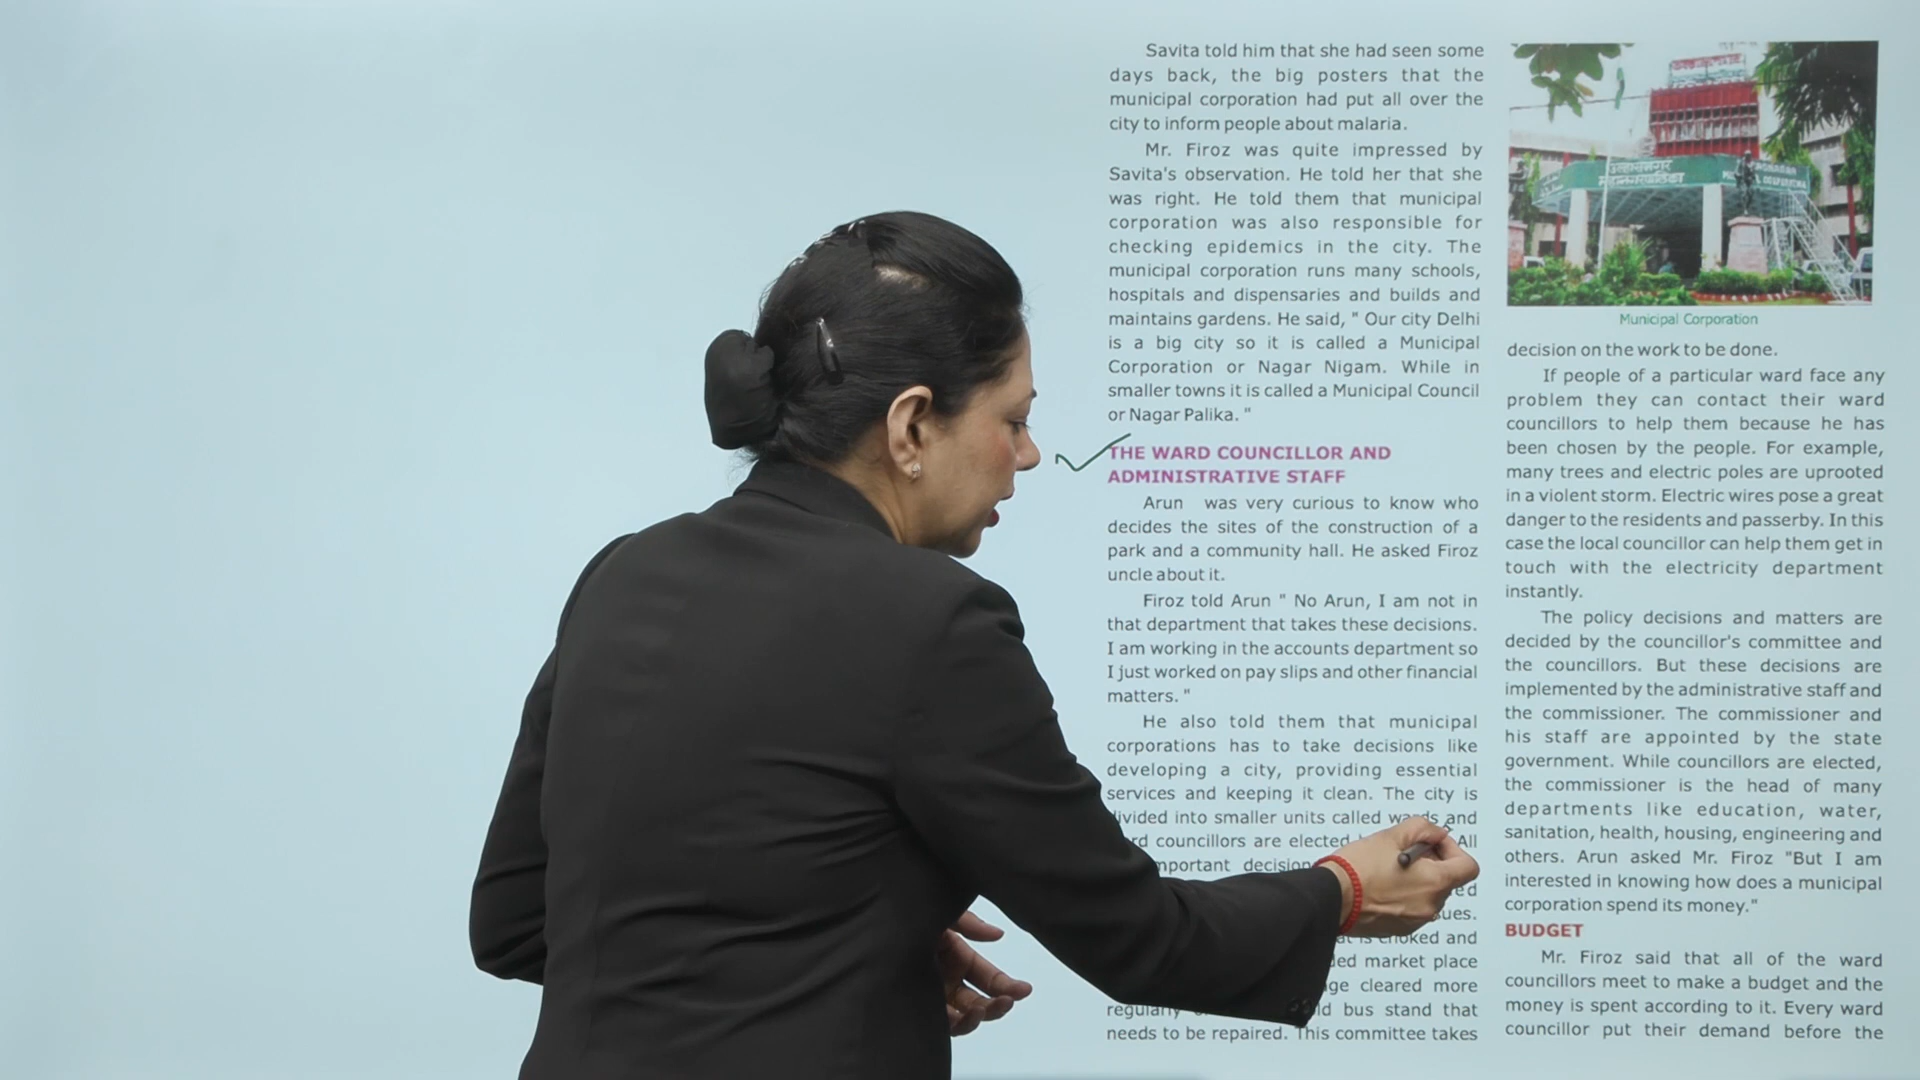 Savita told him that she had seen some
days back, the big posters that the
municipal corporation had put all over the
city to inform people about malaria.
Mr. Firoz was quite impressed by
Savita's observation. He told her that she
was right. He told them that municipal
corporation was also responsible for
checking epidemics in the city. The
municipal corporation runs many schools,
hospitals and dispensaries and builds and
maintains gardens. He said, " Our city Delhi
is a big city so it is called a Municipal
Corporation or Nagar Nigam. While in
smaller towns it is called a Municipal Council
or Nagar Palika. "
THE WARD COUNCILLOR AND
ADMINISTRATIVE STAFF
Arun was very curious to know who
decides the sites of the construction of a
park and a community hall. He asked Firoz
uncle about it.
Firoz told Arun " No Arun, I am not in
that department that takes these decisions.
I am working in the accounts department so
I just worked on pay slips and other financial
matters. "
He also told them that municipal
corporations has to take decisions like
developing a city, providing essential
services and keeping it clean. The city is
divided into smaller units called wards and
councillors are elected All
important
is choked and
market place
cleared more
regularly bus stand that
needs to be repaired. This committee takes
उल्हासनगर
महानगरपालिका
Municipal Corporation
decision on the work to be done.
If people of a particular ward face any
problem they can contact their ward
councillors to help them because he has
been chosen by the people. For example,
many trees and electric poles are uprooted
in a violent storm. Electric wires pose a great
danger to the residents and passerby. In this
case the local councillor can help them get in
touch with the electricity department
instantly.
The policy decisions and matters are
decided by the councillor's committee and
the councillors. But these decisions are
implemented by the administrative staff and
the commissioner. The commissioner and
his staff are appointed by the state
government. While councillors are elected,
the commissioner is the head of many
departments like education, water,
sanitation, health, housing, engineering and
others. Arun asked Mr. Firoz "But I am
interested in knowing how does a municipal
corporation spend its money."
BUDGET
Mr. Firoz said that all of the ward
councillors meet to make a budget and the
money is spent according to it. Every ward
councillor put their demand before the